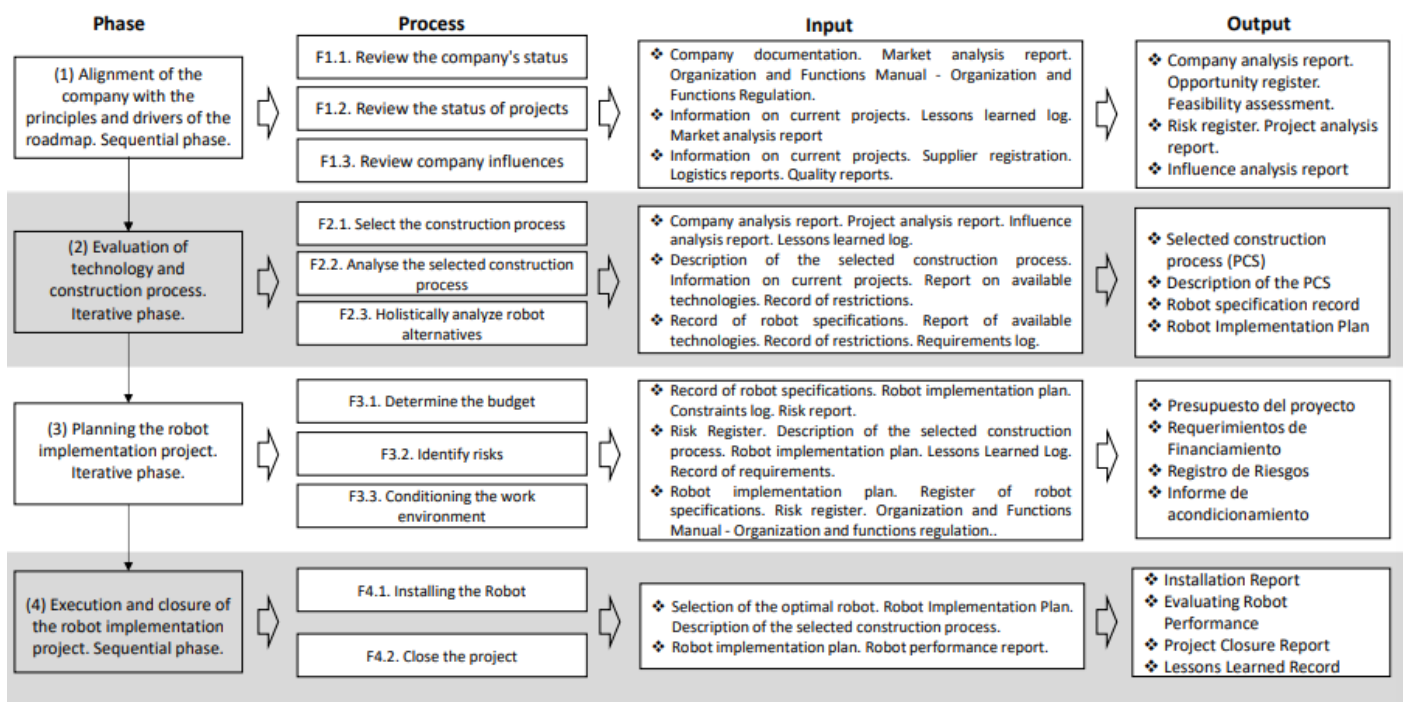 Phase
Process
Input
Output
(1) Alignment of the
company with the
principles and drivers of the
roadmap. Sequential phase.
F1.1. Review the company's status
F1.2. Review the status of projects
F1.3. Review company influences
❖ Company documentation. Market analysis report.
Organization and Functions Manual - Organization and
Functions Regulation.
❖ Information on current projects. Lessons learned log.
Market analysis report
❖ Information on current projects. Supplier registration.
Logistics reports. Quality reports.
❖ Company analysis report.
Opportunity register.
Feasibility assessment.
❖ Risk register. Project analysis
report.
❖ Influence analysis report
(2) Evaluation of
technology and
construction process.
Iterative phase.
F2.1. Select the construction process
F2.2. Analyse the selected construction
process
F2.3. Holistically analyze robot
alternatives
❖ Company analysis report. Project analysis report. Influence
analysis report. Lessons learned log.
❖ Description of the selected construction process.
Information on current projects. Report on available
technologies. Record of restrictions.
❖ Record of robot specifications. Report of available
technologies. Record of restrictions. Requirements log.
❖ Selected construction
process (PCS)
❖ Description of the PCS
❖ Robot specification record
❖ Robot Implementation Plan
(3) Planning the robot
implementation project.
Iterative phase.
F3.1. Determine the budget
F3.2. Identify risks
F3.3. Conditioning the work
environment
❖ Record of robot specifications. Robot implementation plan.
Constraints log. Risk report.
❖ Risk Register. Description of the selected construction
process. Robot implementation plan. Lessons Learned Log.
Record of requirements.
❖ Robot implementation plan. Register of robot
specifications. Risk register. Organization and Functions
Manual - Organization and functions regulation..
❖ Presupuesto del proyecto
❖ Requerimientos de
Financiamiento
❖ Registro de Riesgos
❖ Informe de
acondicionamiento
(4) Execution and closure of
the robot implementation
project. Sequential phase.
F4.1. Installing the Robot
F4.2. Close the project
❖ Selection of the optimal robot. Robot Implementation Plan.
Description of the selected construction process.
❖ Robot implementation plan. Robot performance report.
❖ Installation Report
❖ Evaluating Robot
Performance
❖ Project Closure Report
❖ Lessons Learned Record